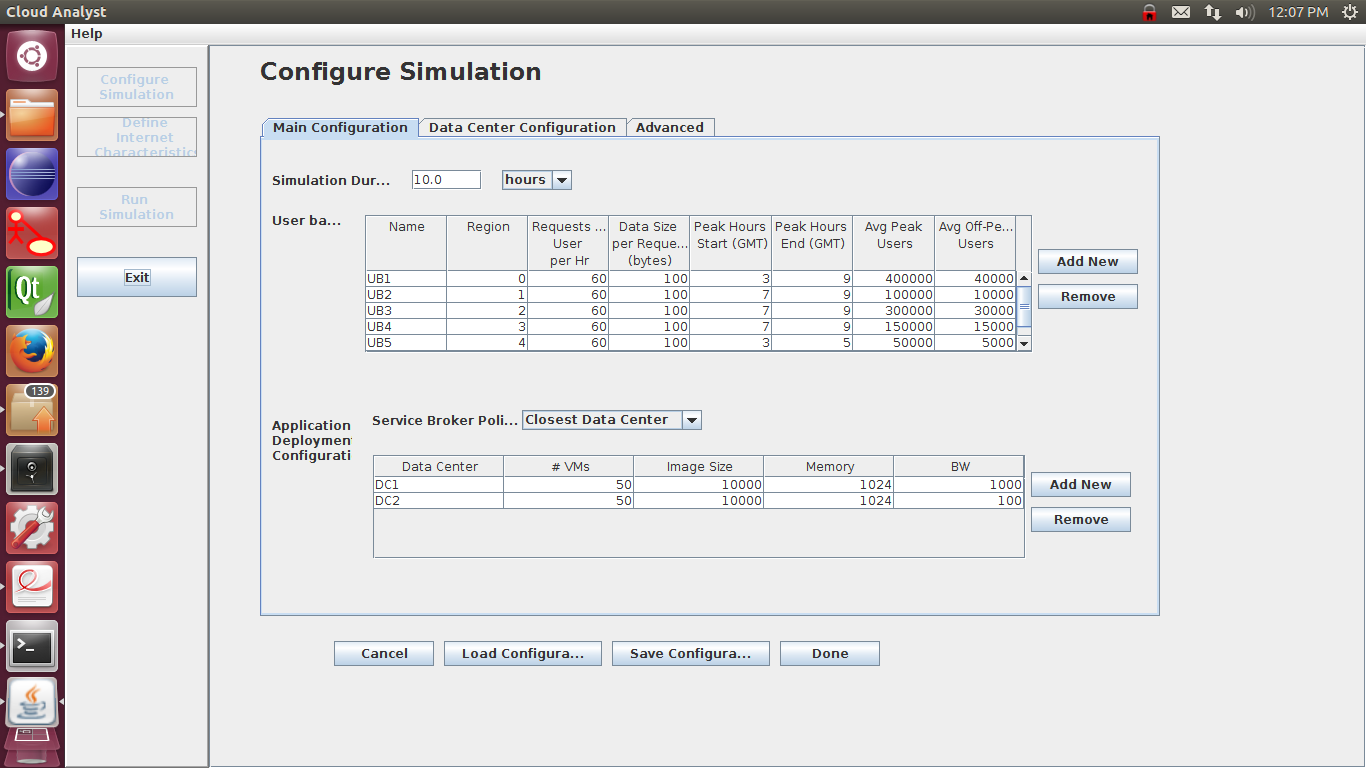 Cloud Analyst
12:07 PM
Help
Configure
Simulation
Define
Internet
Characteristics
Run
Simulation
Exit
Configure Simulation
Main Configuration Data Center Configuration Advanced
Simulation Dur... 10.0 hours
User ba...
Name Region Requests ... User per Hr Data Size per Reque... (bytes) Peak Hours Start (GMT) Peak Hours End (GMT) Avg Peak Users Avg Off-Pe... Users
UB1 0 60 100 3 9 400000 40000
UB2 1 60 100 7 9 100000 10000
UB3 2 60 100 7 9 300000 30000
UB4 3 60 100 7 9 150000 15000
UB5 4 60 100 3 5 50000 5000
Add New
Remove
Application
Deployment
Configurati
Service Broker Poli... Closest Data Center
Data Center # VMs Image Size Memory BW
DC1 50 10000 1024 1000
DC2 50 10000 1024 100
Add New
Remove
Cancel Load Configura... Save Configura... Done
Qt
139
>_